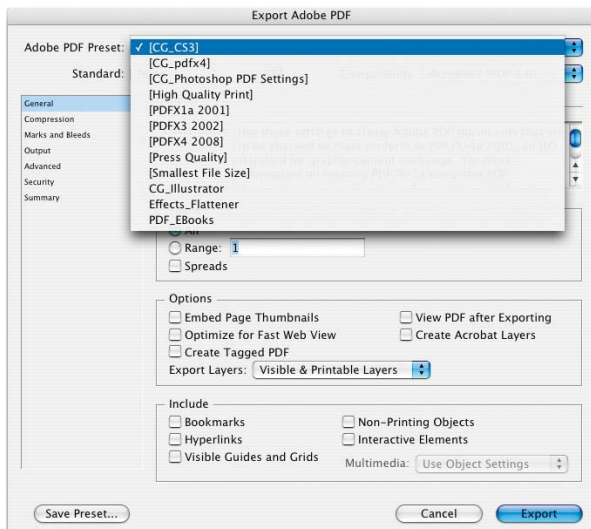 Export Adobe PDF
Adobe PDF Preset: ✓ [CG_CS3]
[CG_pdfx4]
Standard: [CG_Photoshop PDF Settings]
[High Quality Print]
[PDFX1a 2001]
[PDFX3 2002]
[PDFX4 2008]
[Press Quality]
[Smallest File Size]
CG_Illustrator
Effects_Flattener
PDF_EBooks
General
Compression
Marks and Bleeds
Output
Advanced
Security
Summary
All
Range: 1
Spreads
Options
Embed Page Thumbnails View PDF after Exporting
Optimize for Fast Web View Create Acrobat Layers
Create Tagged PDF
Export Layers: Visible & Printable Layers
Include
Bookmarks Non-Printing Objects
Hyperlinks Interactive Elements
Visible Guides and Grids Multimedia: Use Object Settings
Save Preset... Cancel Export